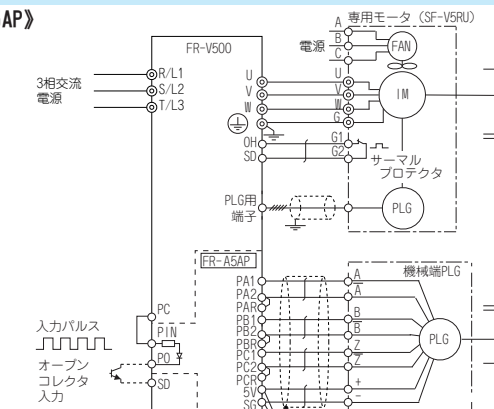 AP》
専用モータ (SF-V5RU)
FR-V500
電源
A
B
C
FAN
3相交流
電源
R/L1
S/L2
T/L3
U
V
W
U
V
W
G
IM
OH
SD
G1
G2
サーマル
プロテクタ
PLG用
端子
PLG
FR-A5AP
機械端PLG
PA1
PA2
PAR
PB1
PB2
PBR
PC1
PC2
PCR
5V
SG
A
A
B
B
Z
Z
+
-
PLG
PC
PIN
PO
SD
入力パルス
オープン
コレクタ
入力